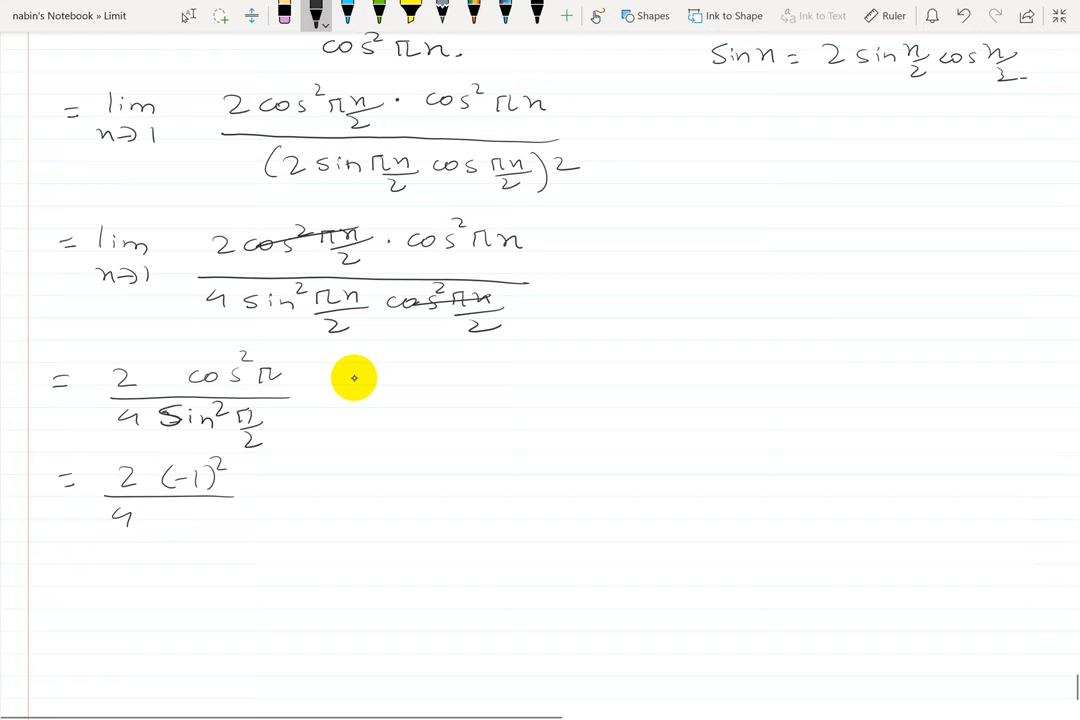 nabin's Notebook » Limit
Shapes Ink to Shape Ink to Text Ruler
cos² πn.
sin n = 2 sin n/2 cos n/2
= lim n→1 2 cos² πn/2 · cos² πn / (2 sin πn/2 cos πn/2)2
= lim n→1 2 cos² πn/2 · cos² πn / 4 sin² πn/2 cos² πn/2
= 2 cos² π / 4 sin² π/2
= 2 (-1)² / 4